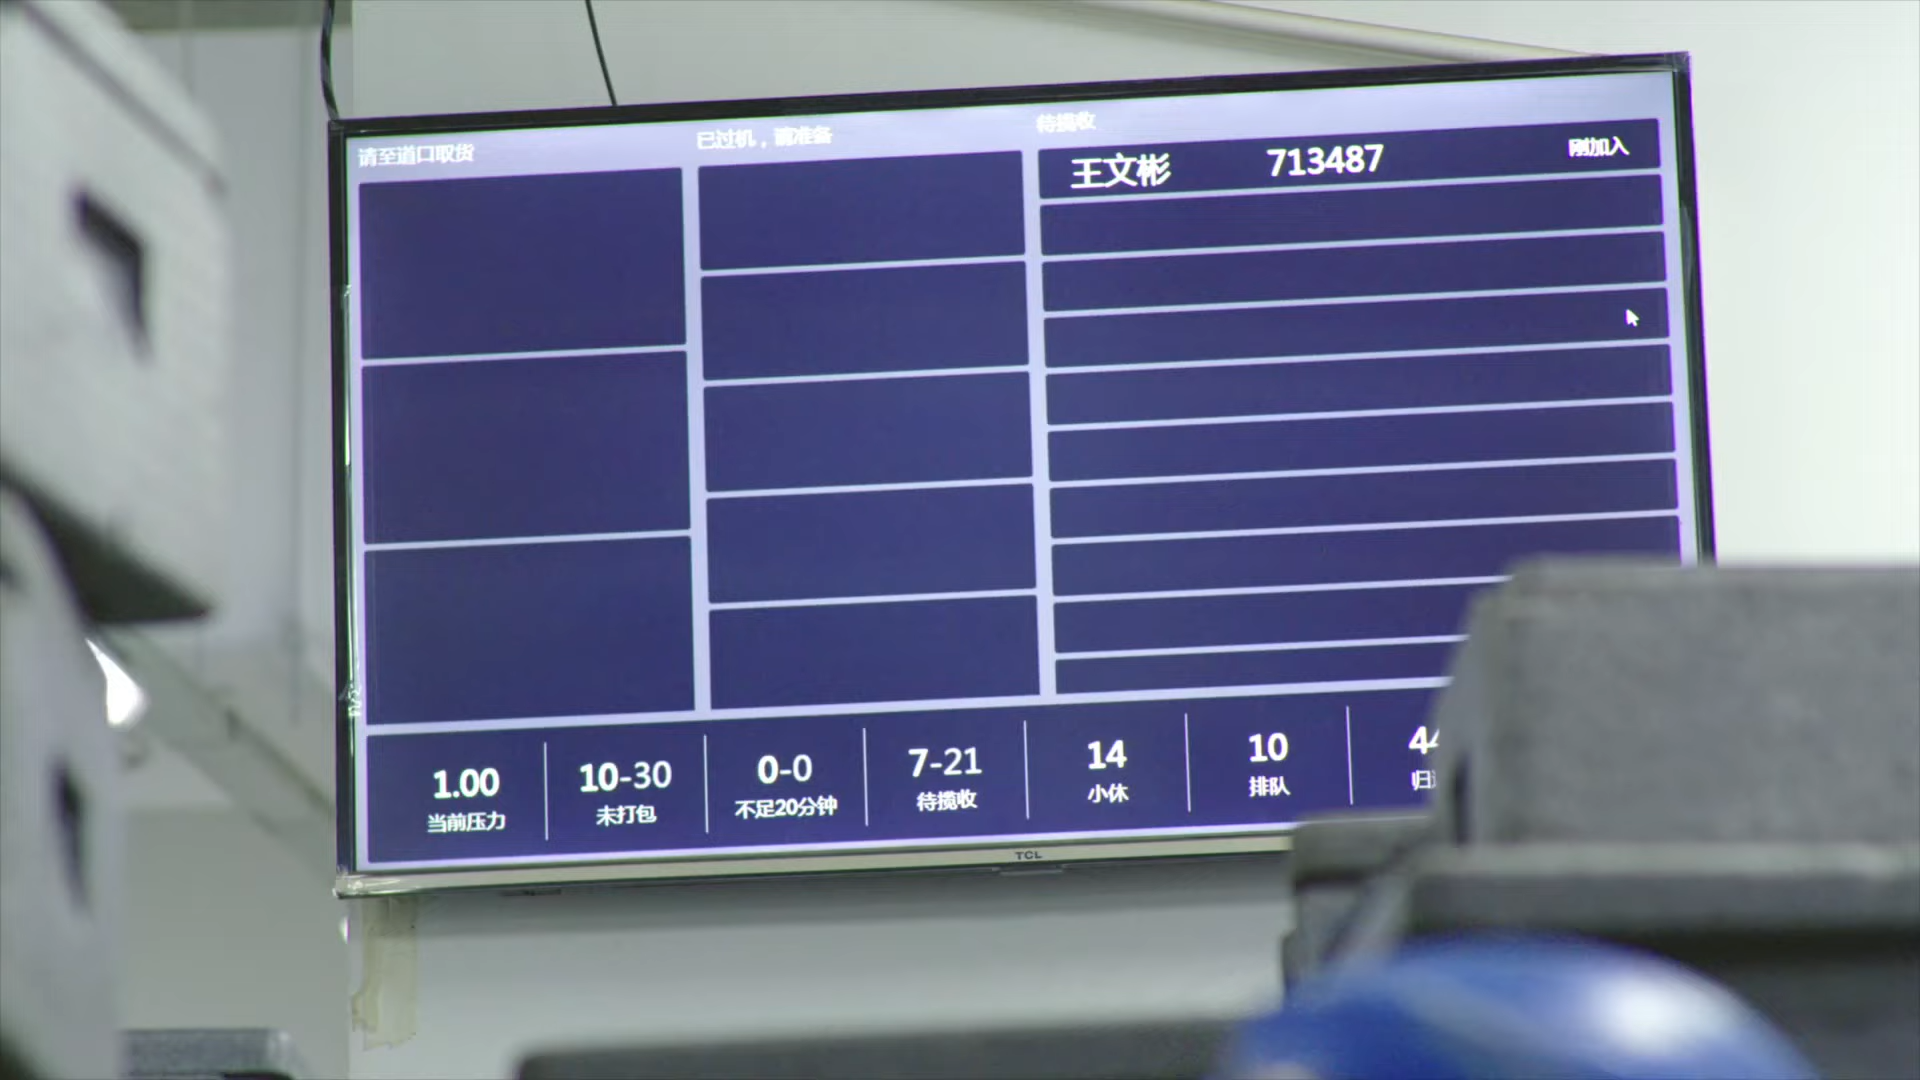 请至道口取货
已过机，请准备
待揽收
王文彬 713487 刚加入
1.00 10-30 0-0 7-21 14 10
当前压力 未打包 不足20分钟 待揽收 小休 排队
TCL